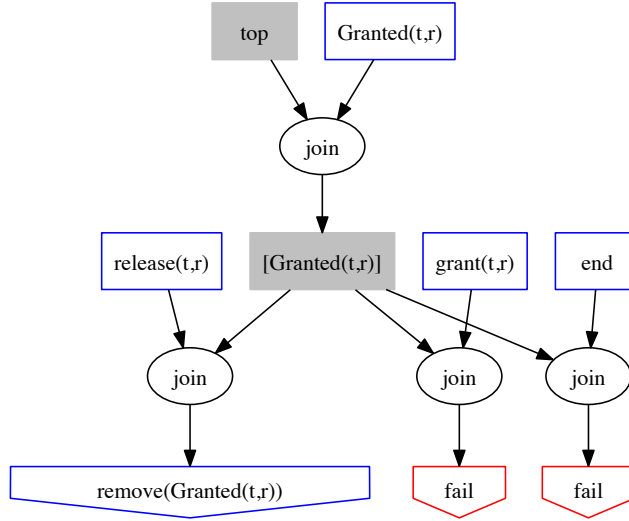 top
Granted(t,r)
join
release(t,r)
[Granted(t,r)]
grant(t,r)
end
join
join
join
remove(Granted(t,r))
fail
fail